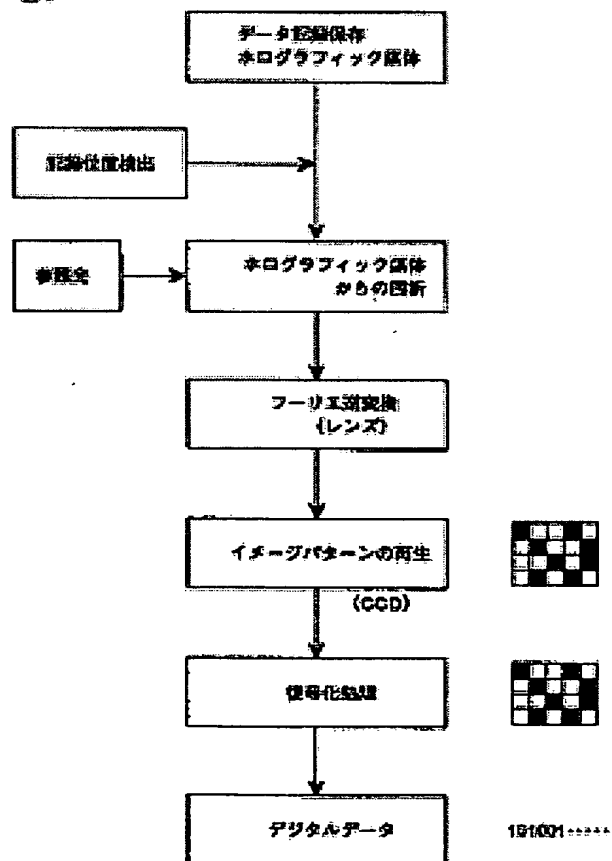 データ記録保存
ホログラフィック媒体
記録位置検出
参照光
ホログラフィック媒体
からの回折
フーリエ逆変換
(レンズ)
イメージパターンの再生
(CCD)
復号化処理
デジタルデータ
101001